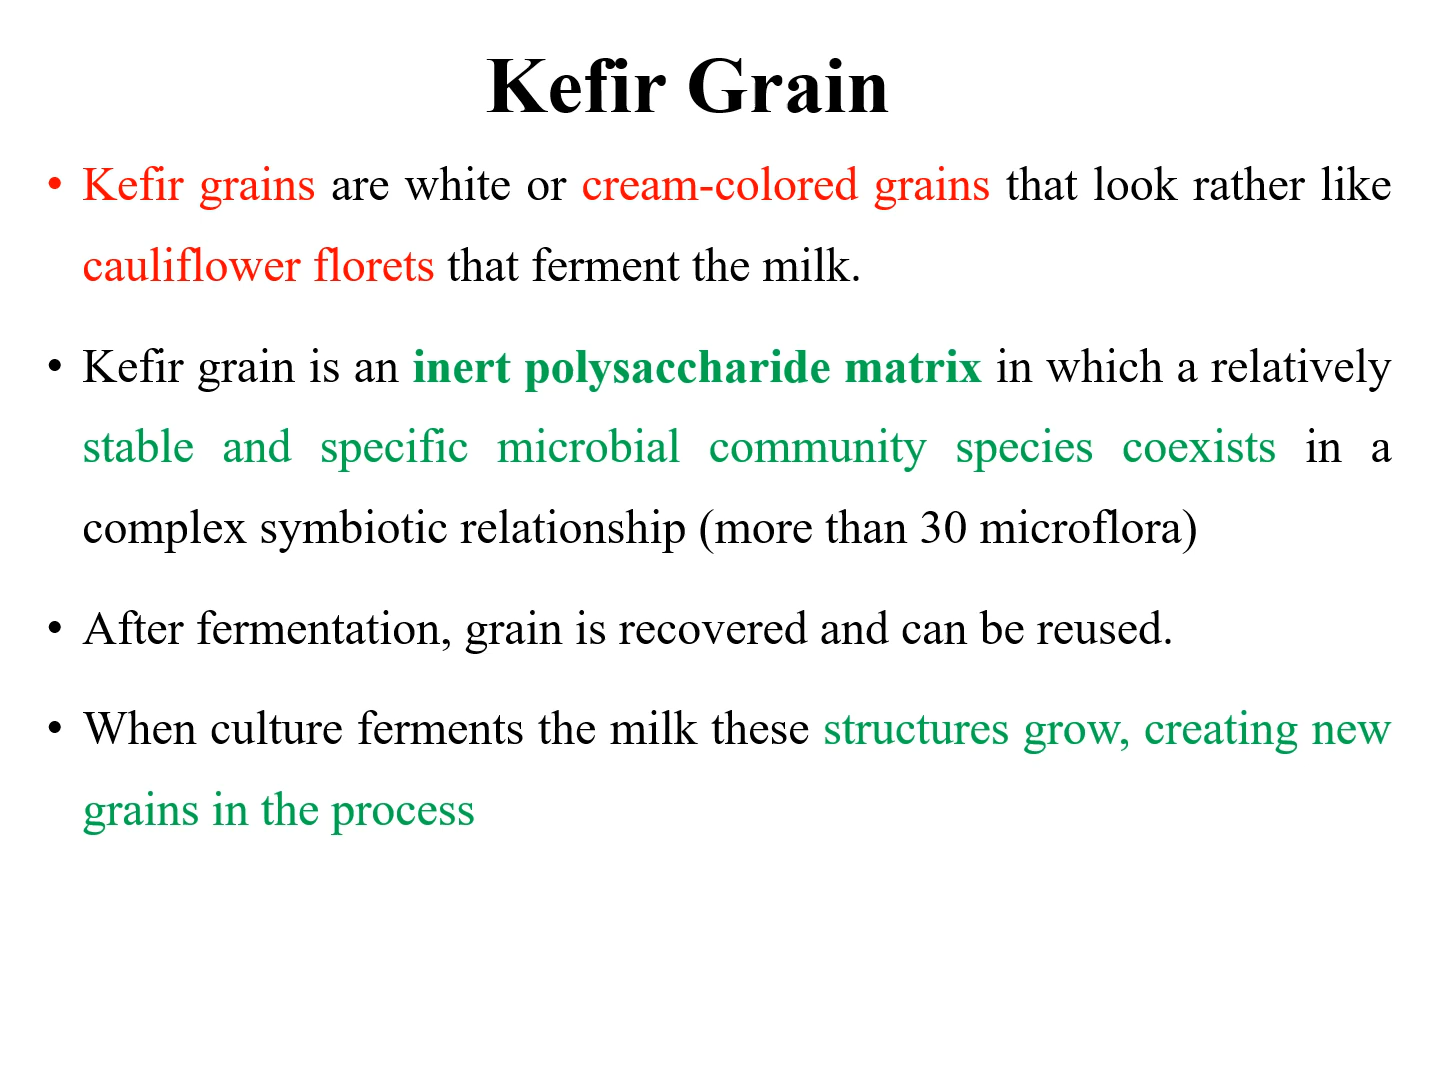 Kefir Grain
• Kefir grains are white or cream-colored grains that look rather like
cauliflower florets that ferment the milk.
• Kefir grain is an inert polysaccharide matrix in which a relatively
stable and specific microbial community species coexists in a
complex symbiotic relationship (more than 30 microflora)
• After fermentation, grain is recovered and can be reused.
• When culture ferments the milk these structures grow, creating new
grains in the process